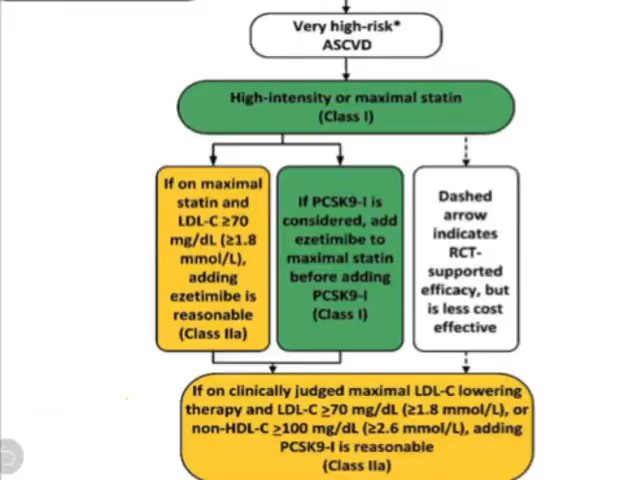 Very high-risk*
ASCVD
High-intensity or maximal statin
(Class I)
If on maximal
statin and
LDL-C ≥70
mg/dL (≥1.8
mmol/L),
adding
ezetimibe is
reasonable
(Class IIa)
If PCSK9-I is
considered, add
ezetimibe to
maximal statin
before adding
PCSK9-I
(Class I)
Dashed
arrow
indicates
RCT-
supported
efficacy, but
is less cost
effective
If on clinically judged maximal LDL-C lowering
therapy and LDL-C ≥70 mg/dL (≥1.8 mmol/L), or
non-HDL-C ≥100 mg/dL (≥2.6 mmol/L), adding
PCSK9-I is reasonable
(Class IIa)